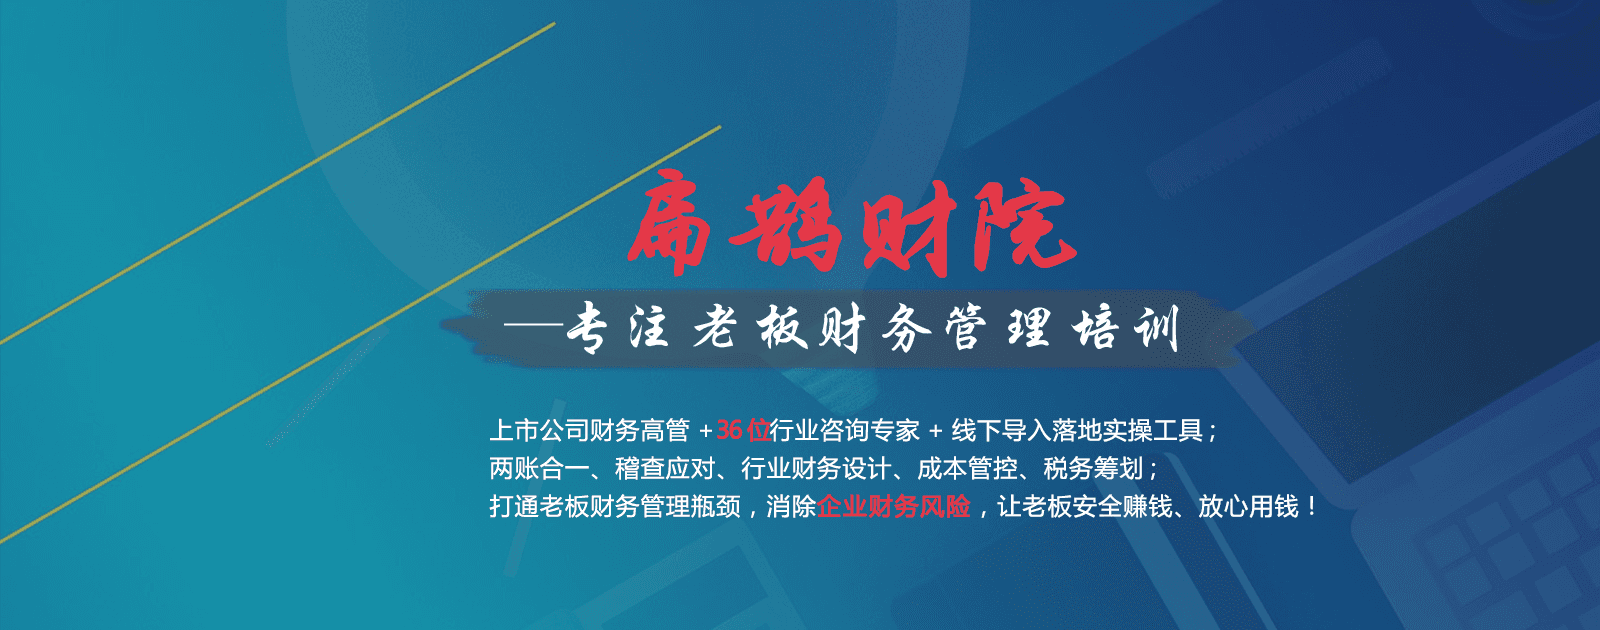 扁鹊财院
——专注老板财务管理培训
上市公司财务高管 +36 位行业咨询专家 + 线下导入落地实操工具；
两账合一、稽查应对、行业财务设计、成本管控、税务筹划；
打通老板财务管理瓶颈，消除企业财务风险，让老板安全赚钱、放心用钱！